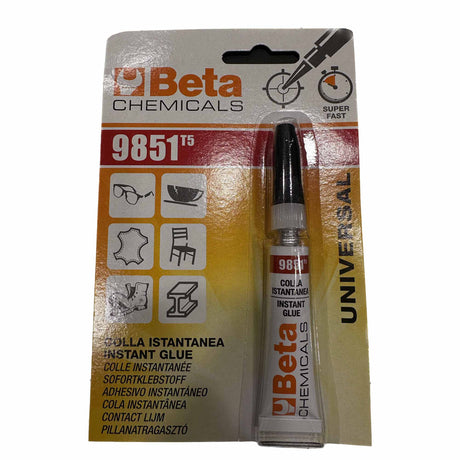 Beta
CHEMICALS
SUPER
FAST
9851T5
UNIVERSAL
9851T5
COLLA
ISTANTANEA
INSTANT
GLUE
Beta
CHEMICALS
COLLA ISTANTANEA
INSTANT GLUE
COLLE INSTANTANÉE
SOFORTKLEBSTOFF
ADHESIVO INSTANTÁNEO
COLA INSTANTÂNEA
CONTACT LIJM
PILLANATRAGASZTÓ